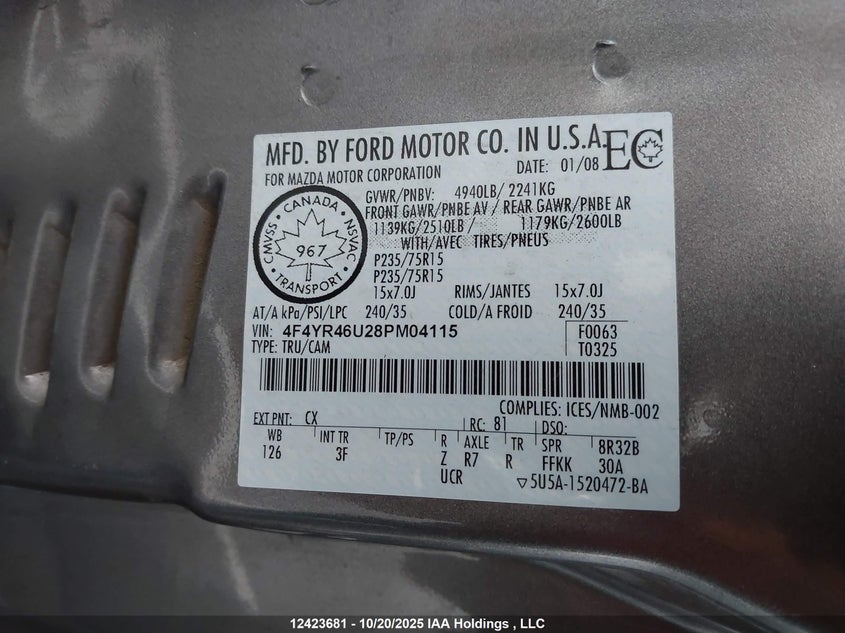 MFD. BY FORD MOTOR CO. IN U.S.A.
EC
FOR MAZDA MOTOR CORPORATION
DATE: 01/08
GVWR/PNBV: 4940LB/ 2241KG
FRONT GAWR/PNBE AV / REAR GAWR/PNBE AR
1139KG/2510LB / 1179KG/2600LB
WITH/AVEC TIRES/PNEUS
CANADA
CMVSS NSVAC
967
TRANSPORT
P235/75R15
P235/75R15
15x7.0J RIMS/JANTES 15x7.0J
AT/A kPa/PSI/LPC 240/35 COLD/A FROID 240/35
VIN: 4F4YR46U28PM04115 F0063
TYPE: TRU/CAM T0325
COMPLIES: ICES/NMB-002
EXT PNT: CX RC: 81 DSO:
WB INT TR TP/PS R AXLE TR SPR 8R32B
126 3F Z R7 R FFKK 30A
UCR ▽5U5A-1520472-BA
12423681 - 10/20/2025 IAA Holdings , LLC